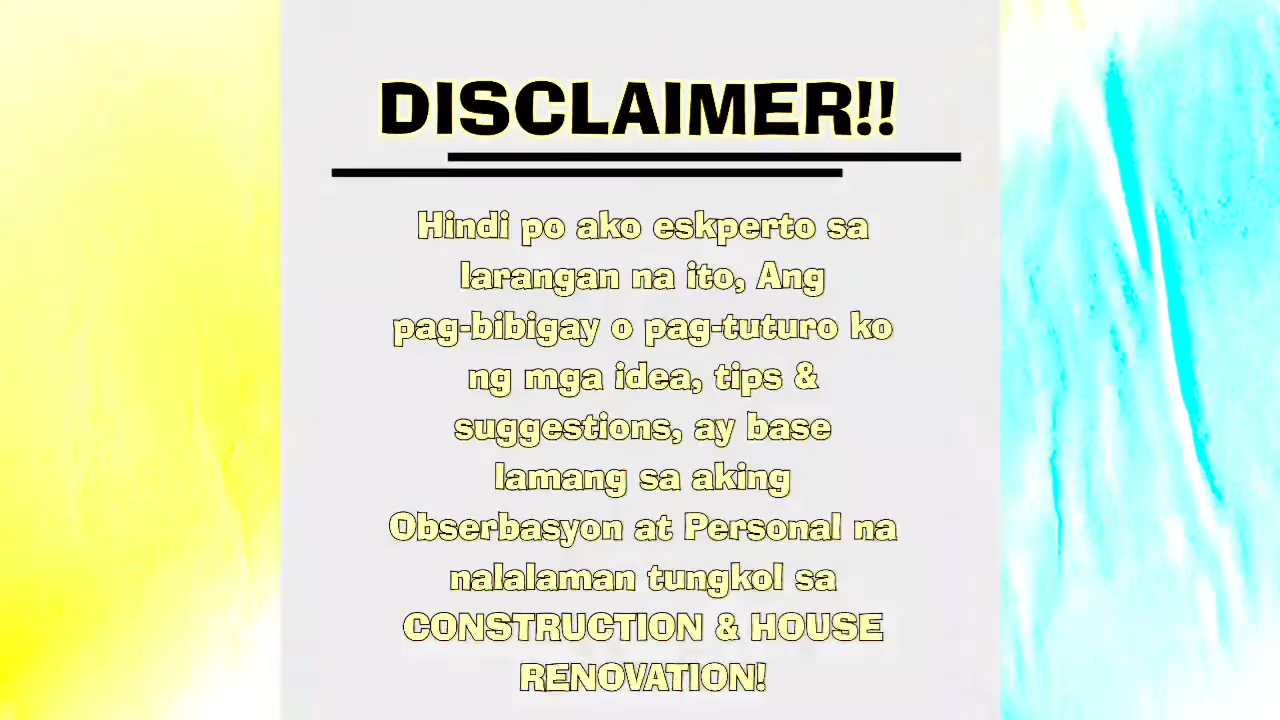 DISCLAIMER!!
Hindi po ako eskperto sa
larangan na ito, Ang
pag-bibigay o pag-tuturo ko
ng mga idea, tips &
suggestions, ay base
lamang sa aking
Obserbasyon at Personal na
nalalaman tungkol sa
CONSTRUCTION & HOUSE
RENOVATION!